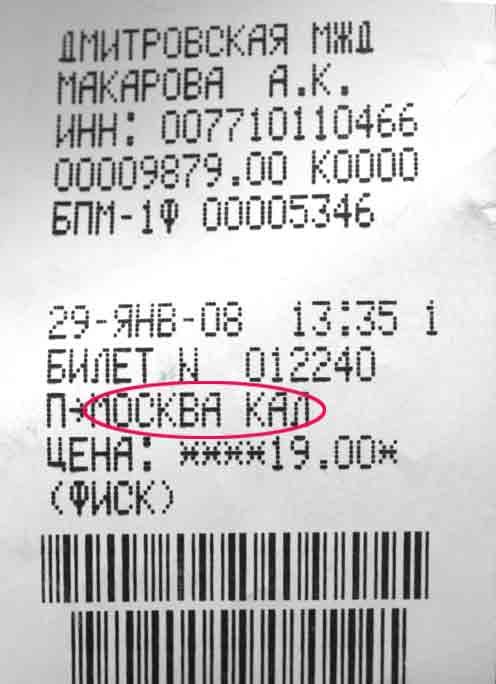 ДМИТРОВСКАЯ МЖД
МАКАРОВА А.К.
ИНН: 007710110466
00009879.00 К0000
БПМ-1Ф 00005346
29-ЯНВ-08 13:35 i
БИЛЕТ N 012240
П→МОСКВА КАЛ
ЦЕНА: ****19.00*
(ФИСК)